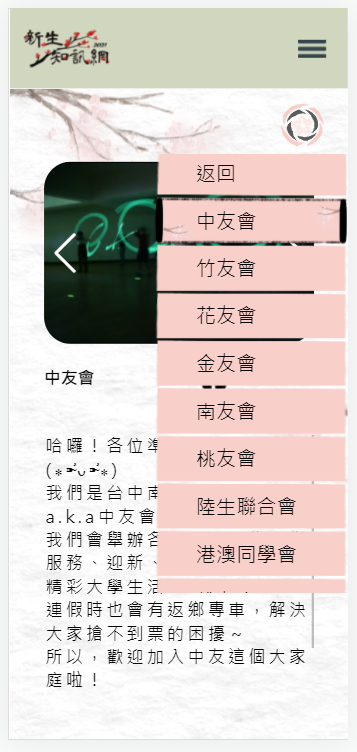 新生
知訊網
2021
返回
中友會
竹友會
花友會
金友會
南友會
桃友會
陸生聯合會
港澳同學會
中友會
哈囉！各位準
我們是台中南
a.k.a中友會
我們會舉辦各
服務、迎新、
精彩大學生活
連假時也會有返鄉專車，解決
大家搶不到票的困擾~
所以，歡迎加入中友這個大家
庭啦！